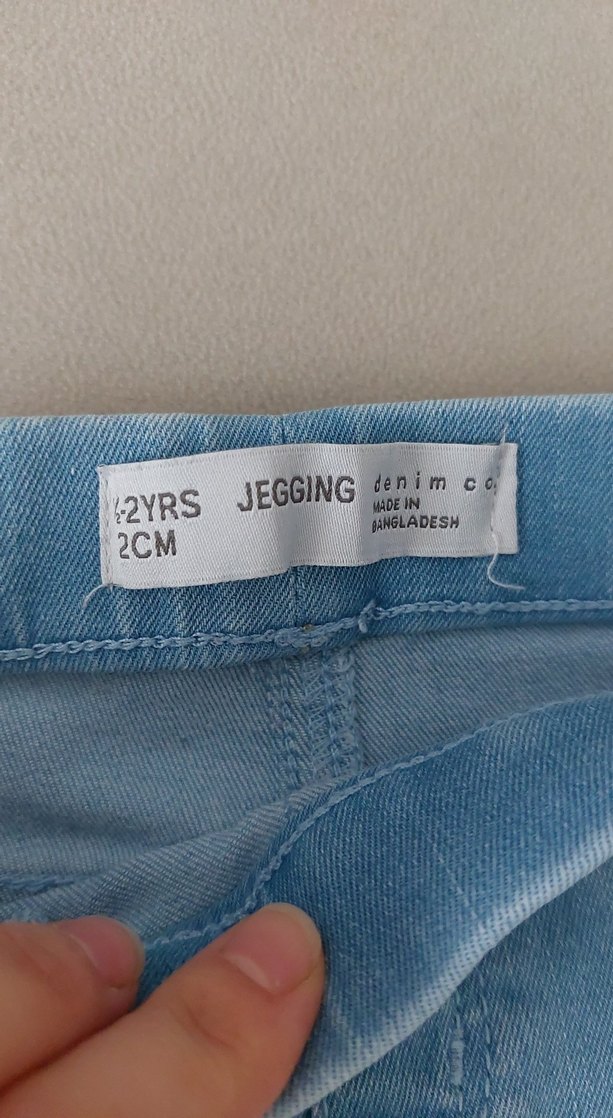 ½-2YRS
2CM
JEGGING
denim co.
MADE IN
BANGLADESH